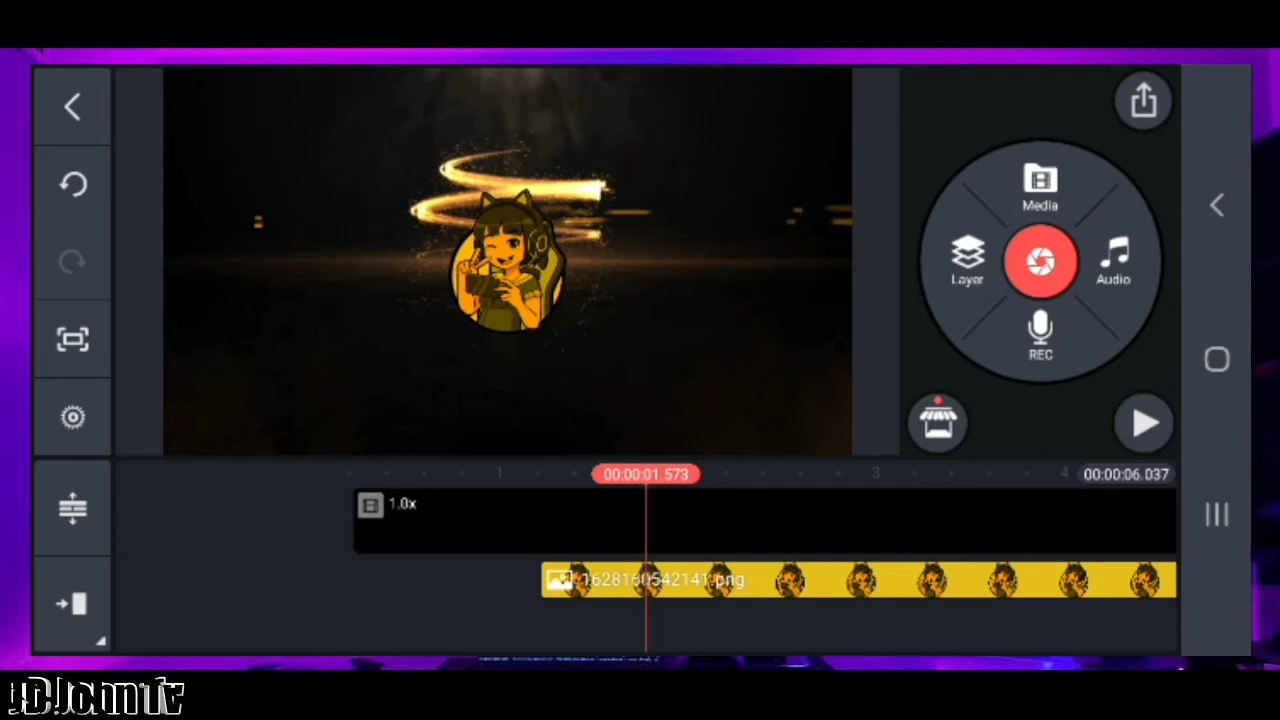 Media
Layer
Audio
REC
1
00:00:01.573
3
4
00:00:06.037
1.0x
1628160542141.png
JDJohnTv